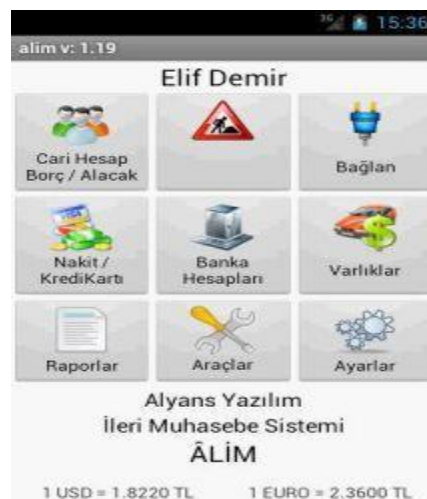 3G 15:36
alim v: 1.19
Elif Demir
Cari Hesap
Borç / Alacak
Bağlan
Nakit /
KrediKartı
Banka
Hesapları
Varlıklar
Raporlar
Araçlar
Ayarlar
Alyans Yazılım
İleri Muhasebe Sistemi
ÂLİM
1 USD = 1.8220 TL 1 EURO = 2.3600 TL